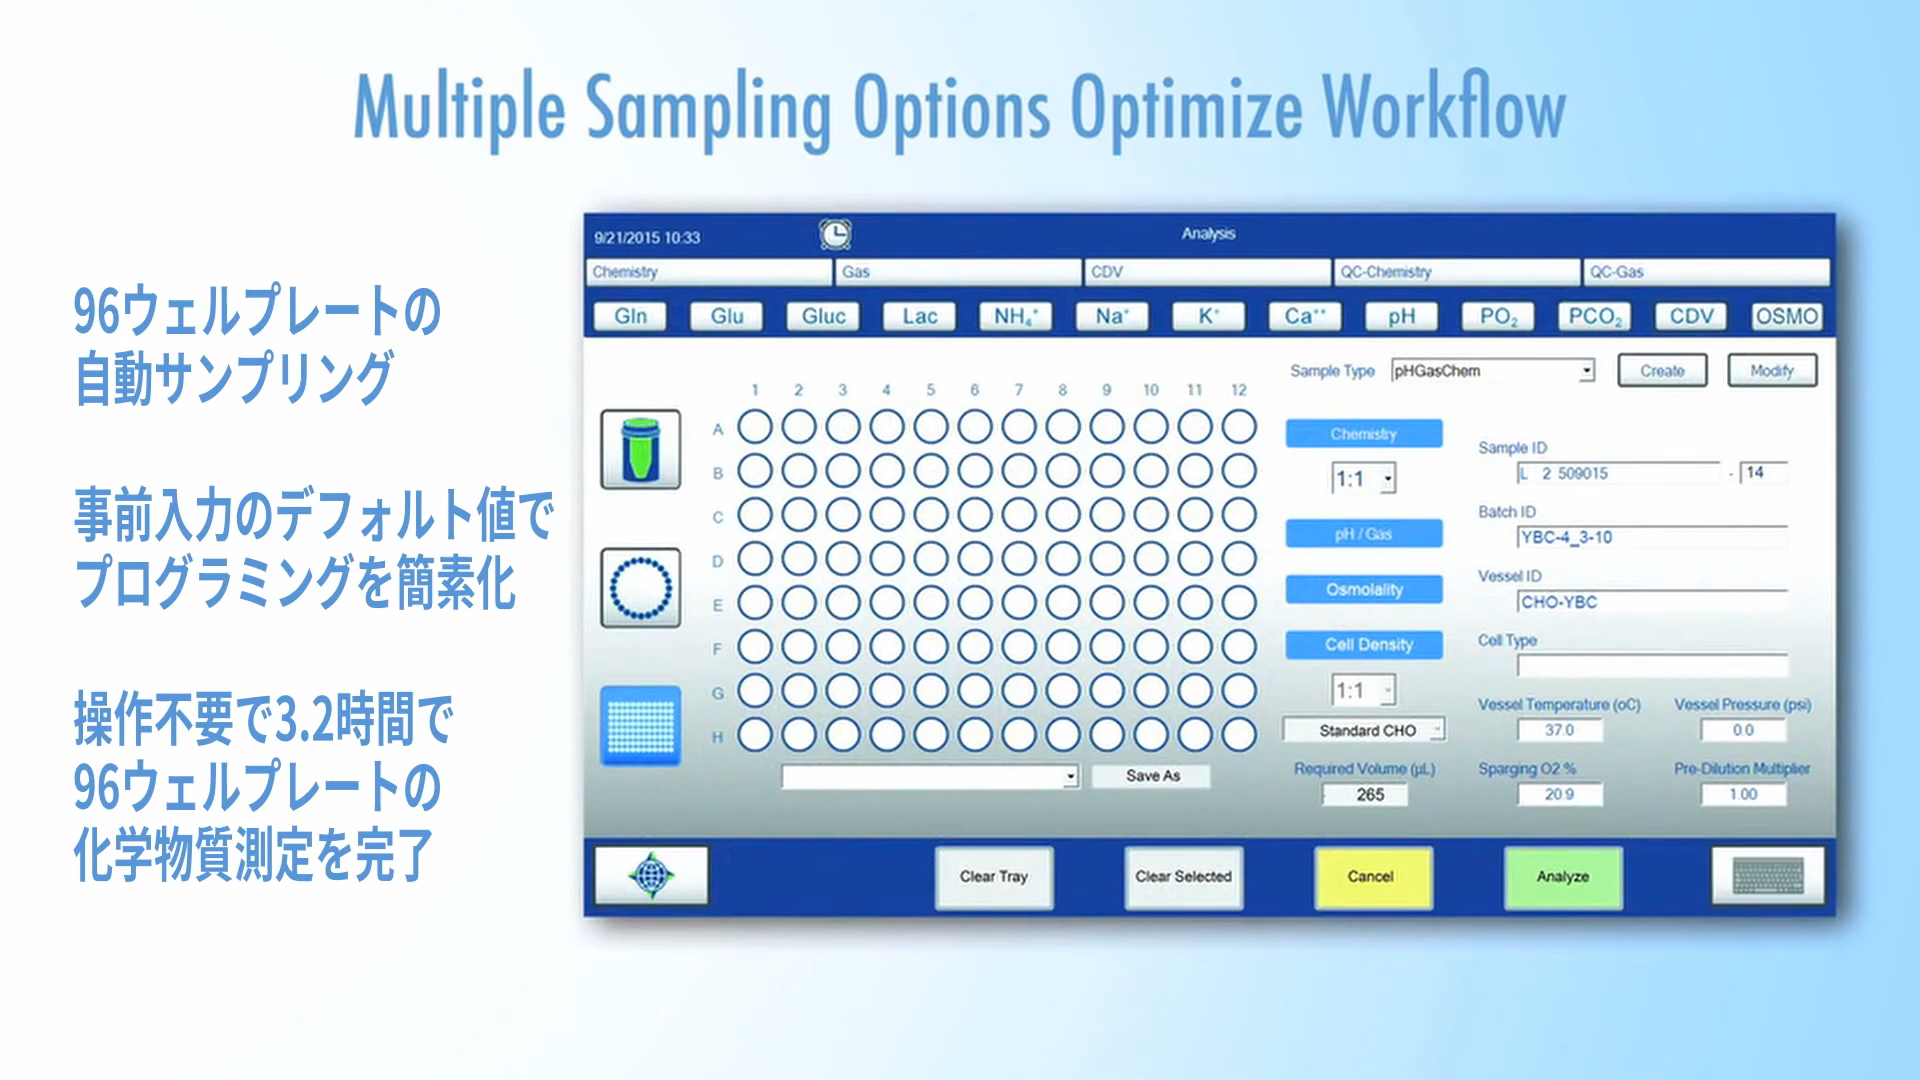 Multiple Sampling Options Optimize Workflow
96ウェルプレートの
自動サンプリング
事前入力のデフォルト値で
プログラミングを簡素化
操作不要で3.2時間で
96ウェルプレートの
化学物質測定を完了
9/21/2015 10:33
Analysis
Chemistry Gas CDV QC-Chemistry QC-Gas
Gln Glu Gluc Lac NH₄⁺ Na⁺ K⁺ Ca⁺⁺ pH PO₂ PCO₂ CDV OSMO
Sample Type pHGasChem Create Modify
1 2 3 4 5 6 7 8 9 10 11 12
A
B
C
D
E
F
G
H
Save As
Chemistry
1:1
pH / Gas
Osmolality
Cell Density
1:1
Standard CHO
Required Volume (µL)
265
Sample ID
L 2 509015 - 14
Batch ID
YBC-4_3-10
Vessel ID
CHO-YBC
Cell Type
Vessel Temperature (oC) Vessel Pressure (psi)
37.0 0.0
Sparging O2 % Pre-Dilution Multiplier
20.9 1.00
Clear Tray Clear Selected Cancel Analyze